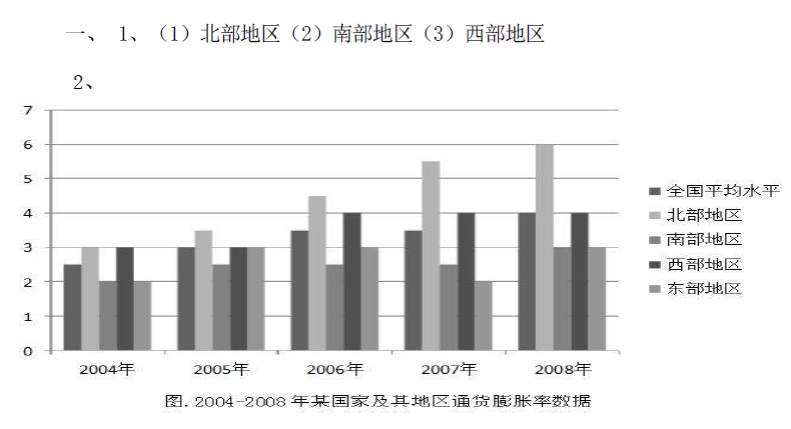 一、 1、（1）北部地区（2）南部地区（3）西部地区
2、
7
6
5
4
3
2
1
0
2004年 2005年 2006年 2007年 2008年
全国平均水平
北部地区
南部地区
西部地区
东部地区
图.2004-2008年某国家及其地区通货膨胀率数据